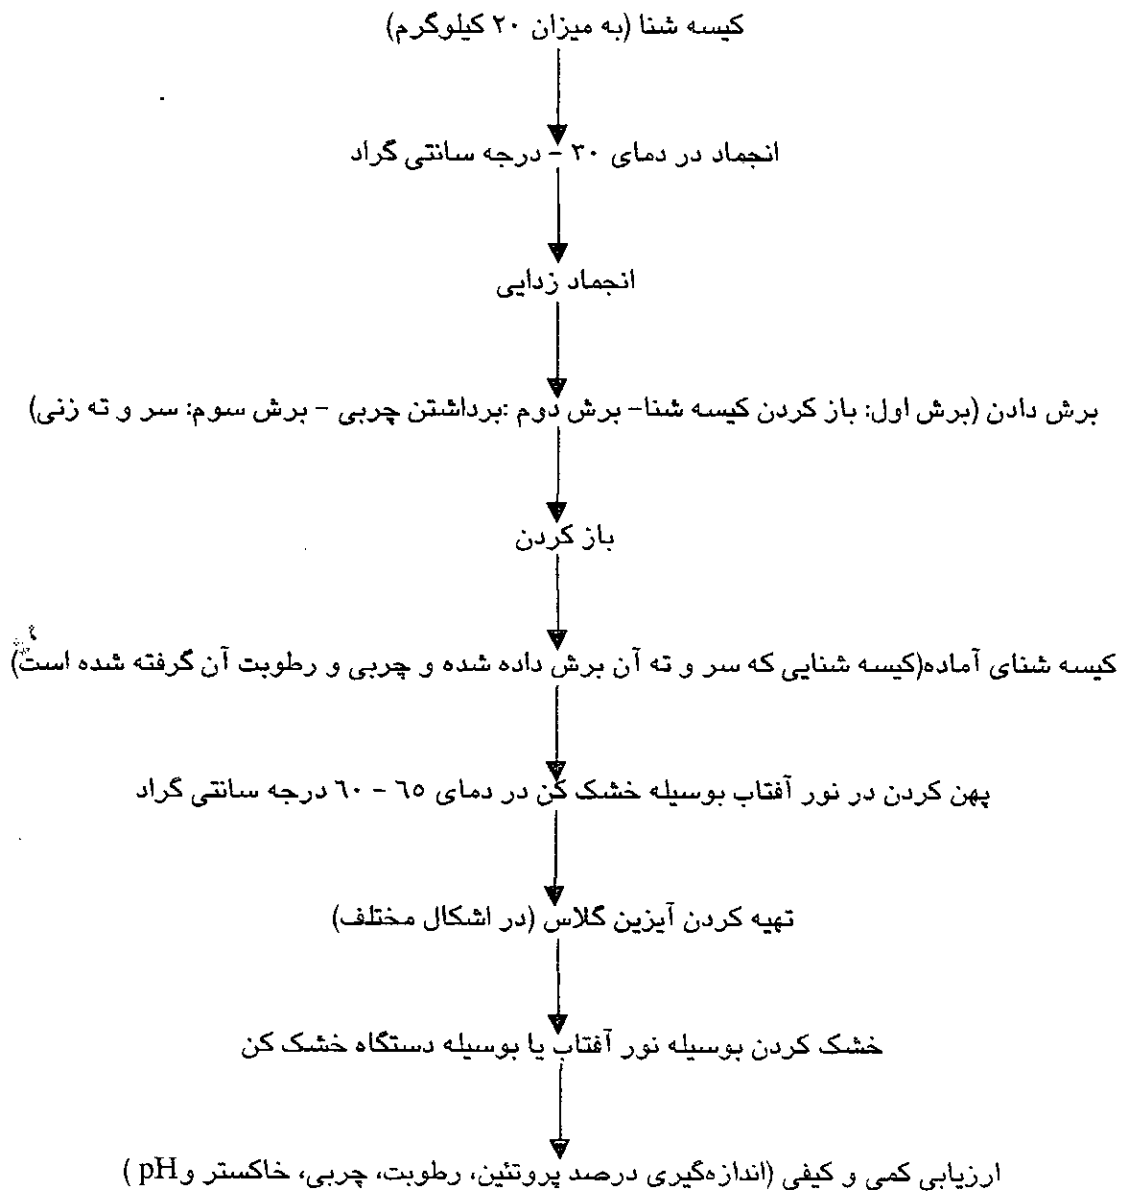 کیسه شنا (به میزان ۲۰ کیلوگرم)
انجماد در دمای ۳۰ - درجه سانتی گراد
انجماد زدایی
برش دادن (برش اول: باز کردن کیسه شنا- برش دوم :برداشتن چربی - برش سوم: سر و ته زنی)
باز کردن
کیسه شنای آماده(کیسه شنایی که سر و ته آن برش داده شده و چربی و رطوبت آن گرفته شده است)
پهن کردن در نور آفتاب بوسیله خشک کن در دمای ٦٥ - ٦٠ درجه سانتی گراد
تهیه کردن آیزین گلاس (در اشکال مختلف)
خشک کردن بوسیله نور آفتاب یا بوسیله دستگاه خشک کن
ارزیابی کمی و کیفی (اندازه‌گیری درصد پروتئین، رطوبت، چربی، خاکستر و pH )